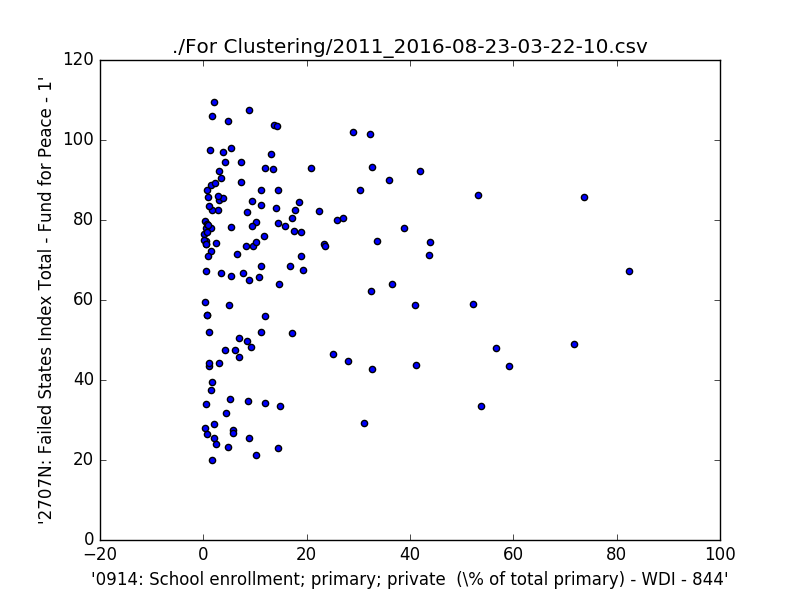 ./For Clustering/2011_2016-08-23-03-22-10.csv
120
100
80
60
40
20
0
'2707N: Failed States Index Total - Fund for Peace - 1'
−20 0 20 40 60 80 100
'0914: School enrollment; primary; private  (\% of total primary) - WDI - 844'